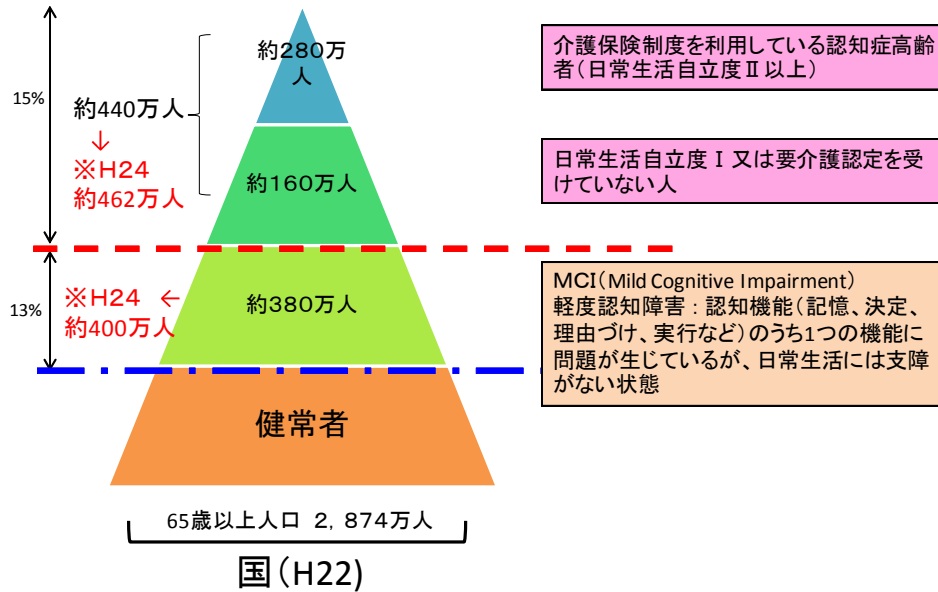 15%
約280万
人
約440万人
↓
※H24
約462万人
約160万人
13%
※H24 ←
約400万人
約380万人
健常者
65歳以上人口 2,874万人
国(H22)
介護保険制度を利用している認知症高齢
者(日常生活自立度Ⅱ以上)
日常生活自立度Ⅰ又は要介護認定を受
けていない人
MCI(Mild Cognitive Impairment)
軽度認知障害:認知機能(記憶、決定、
理由づけ、実行など)のうち1つの機能に
問題が生じているが、日常生活には支障
がない状態